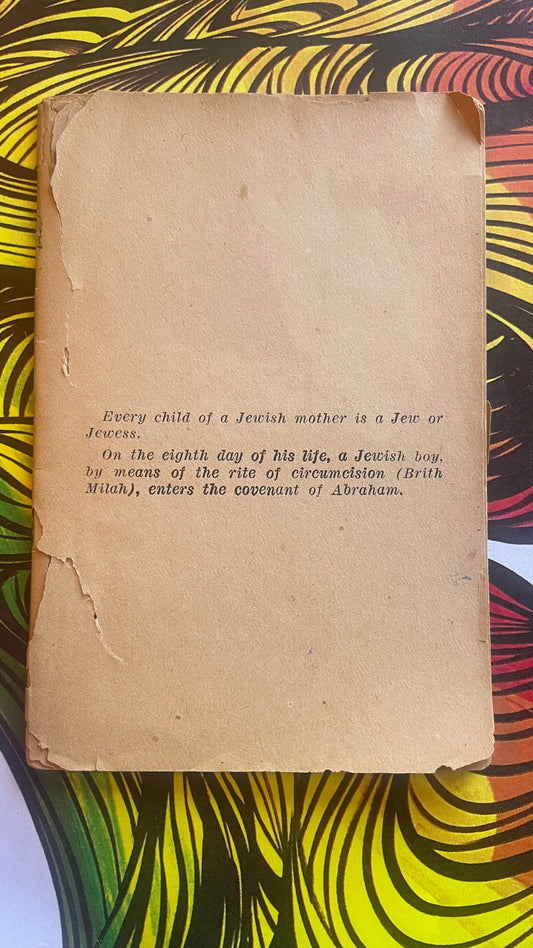 Every child of a Jewish mother is a Jew or
Jewess.
On the eighth day of his life, a Jewish boy,
by means of the rite of circumcision (Brith
Milah), enters the covenant of Abraham.